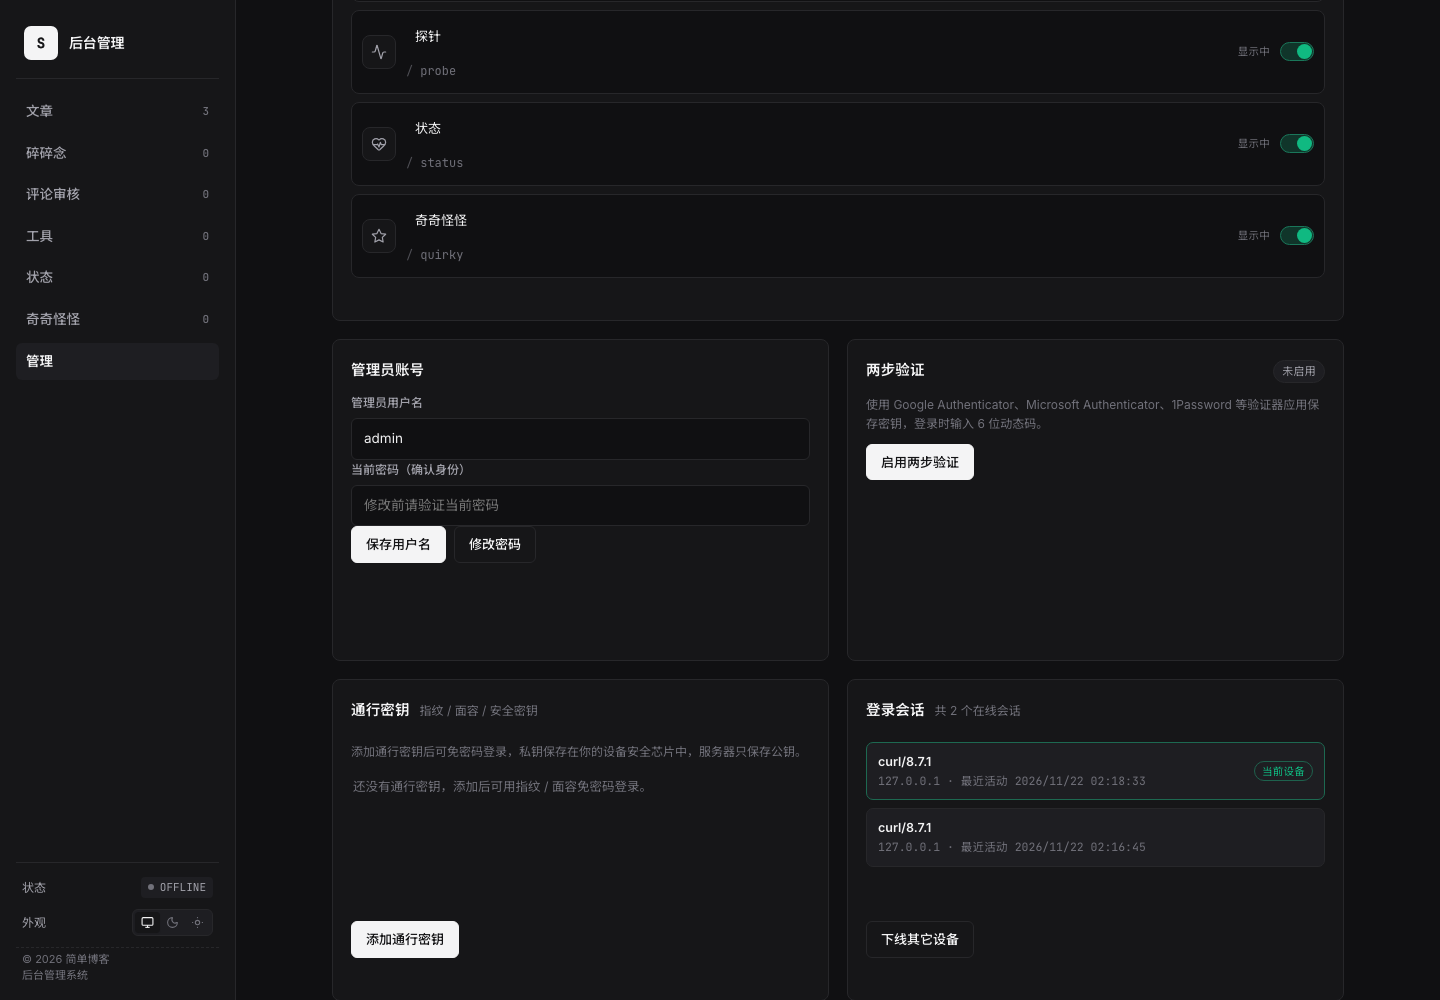 S 后台管理
文章 3
碎碎念 0
评论审核 0
工具 0
状态 0
奇奇怪怪 0
管理
状态 OFFLINE
外观
© 2026 简单博客
后台管理系统
探针
/ probe
显示中
状态
/ status
显示中
奇奇怪怪
/ quirky
显示中
管理员账号
管理员用户名
admin
当前密码（确认身份）
修改前请验证当前密码
保存用户名 修改密码
两步验证 未启用
使用 Google Authenticator、Microsoft Authenticator、1Password 等验证器应用保
存密钥，登录时输入 6 位动态码。
启用两步验证
通行密钥 指纹 / 面容 / 安全密钥
添加通行密钥后可免密码登录，私钥保存在你的设备安全芯片中，服务器只保存公钥。
还没有通行密钥，添加后可用指纹 / 面容免密码登录。
添加通行密钥
登录会话 共 2 个在线会话
curl/8.7.1
127.0.0.1 · 最近活动 2026/11/22 02:18:33
当前设备
curl/8.7.1
127.0.0.1 · 最近活动 2026/11/22 02:16:45
下线其它设备